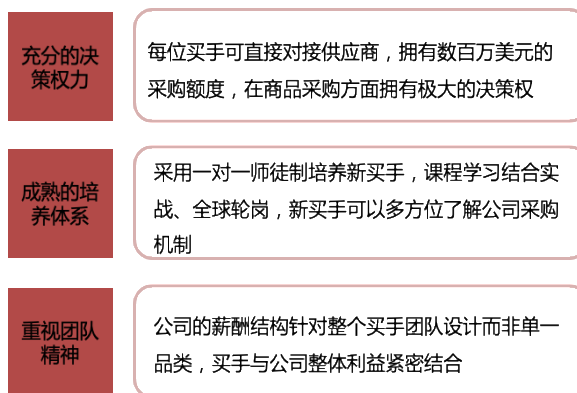 充分的决
策权力
每位买手可直接对接供应商，拥有数百万美元的
采购额度，在商品采购方面拥有极大的决策权
成熟的培
养体系
采用一对一师徒制培养新买手，课程学习结合实
战、全球轮岗，新买手可以多方位了解公司采购
机制
重视团队
精神
公司的薪酬结构针对整个买手团队设计而非单一
品类，买手与公司整体利益紧密结合